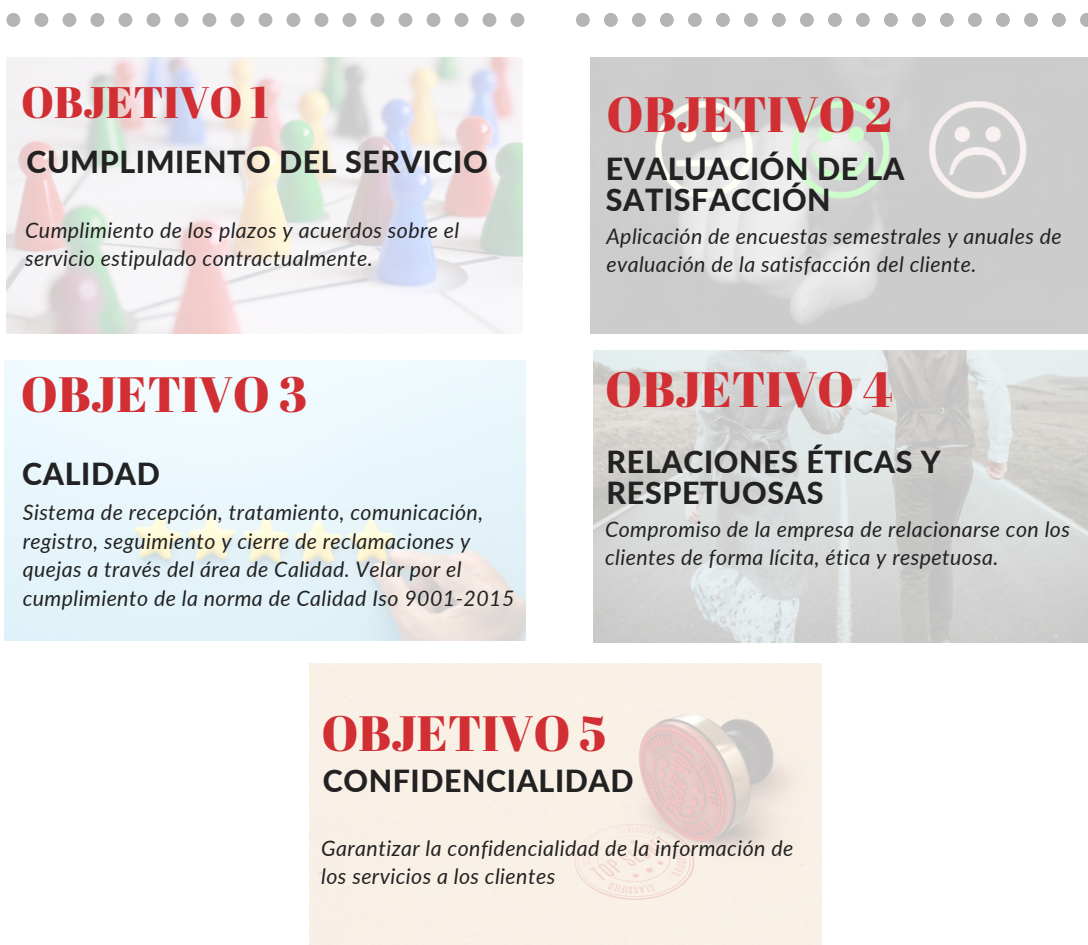 OBJETIVO 1
CUMPLIMIENTO DEL SERVICIO
Cumplimiento de los plazos y acuerdos sobre el
servicio estipulado contractualmente.
OBJETIVO 2
EVALUACIÓN DE LA
SATISFACCIÓN
Aplicación de encuestas semestrales y anuales de
evaluación de la satisfacción del cliente.
OBJETIVO 3
CALIDAD
Sistema de recepción, tratamiento, comunicación,
registro, seguimiento y cierre de reclamaciones y
quejas a través del área de Calidad. Velar por el
cumplimiento de la norma de Calidad Iso 9001-2015
OBJETIVO 4
RELACIONES ÉTICAS Y
RESPETUOSAS
Compromiso de la empresa de relacionarse con los
clientes de forma lícita, ética y respetuosa.
OBJETIVO 5
CONFIDENCIALIDAD
Garantizar la confidencialidad de la información de
los servicios a los clientes
TOP SECRET
CLASSIFIED